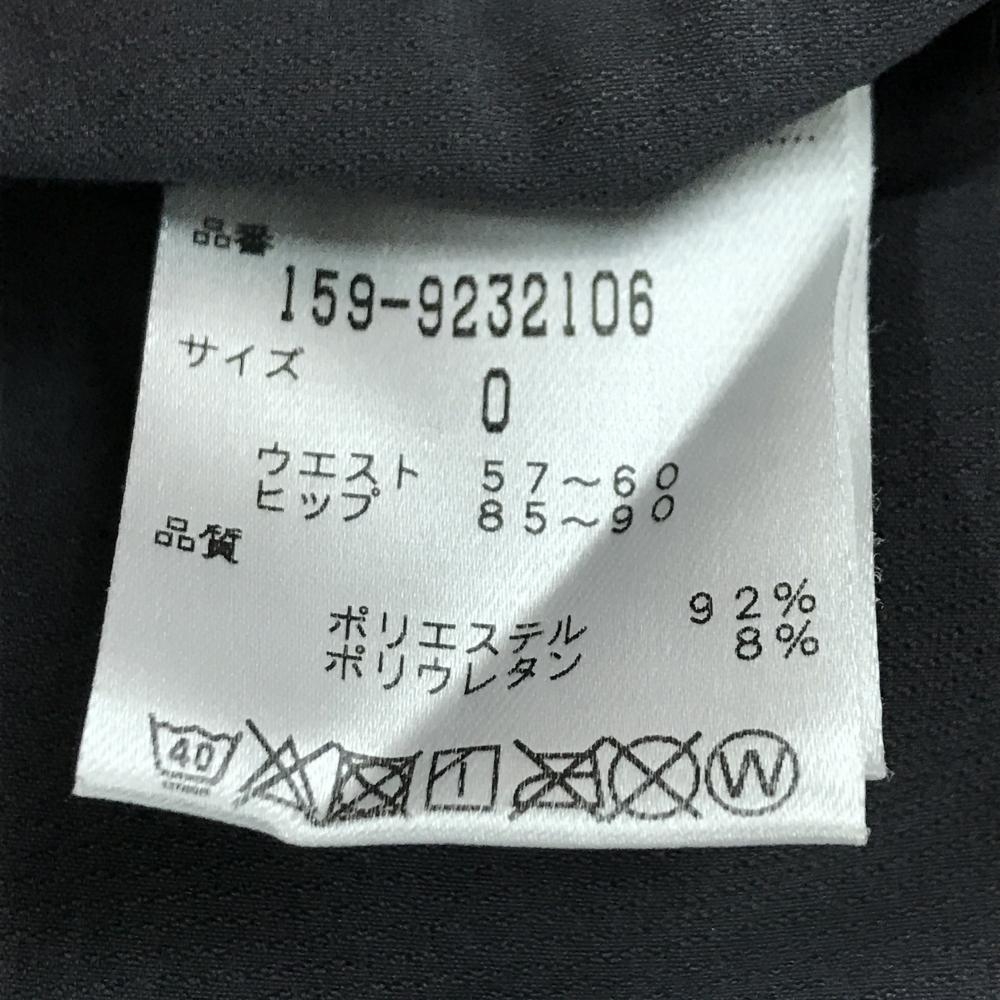 品番
159-9232106
サイズ
0
ウエスト 57〜60
ヒップ 85〜90
品質
ポリエステル 92%
ポリウレタン 8%
40 W